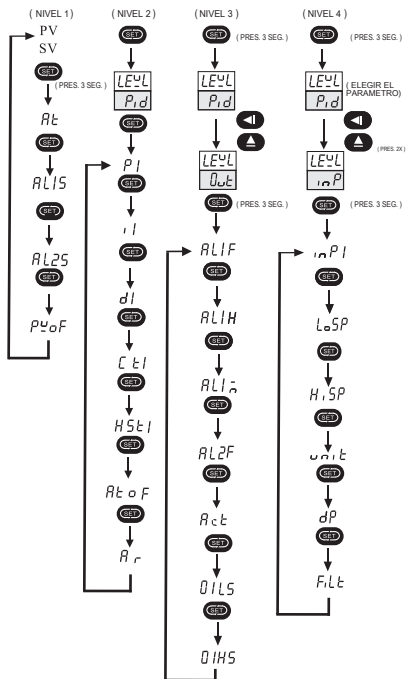 ( NIVEL 1 )
PV
SV
SET
( PRES. 3 SEG. )
At
SET
AL1S
SET
AL2S
SET
PVoF
( NIVEL 2 )
SET
LEVL
Pid
SET
P1
SET
i1
SET
d1
SET
Ct1
SET
HSt1
SET
AtoF
SET
Ar
( NIVEL 3 )
SET
( PRES. 3 SEG. )
LEVL
Pid
LEVL
Out
SET
( PRES. 3 SEG. )
AL1F
SET
AL1H
SET
SET
AL2F
SET
Act
SET
O1LS
SET
O1HS
( NIVEL 4 )
SET
( PRES. 3 SEG. )
LEVL
Pid
( ELEGIR EL
PARAMETRO)
( PRES. 2X )
LEVL
inP
SET
( PRES. 3 SEG. )
inP1
SET
LoSP
SET
HiSP
SET
unit
SET
dP
SET
FiLt